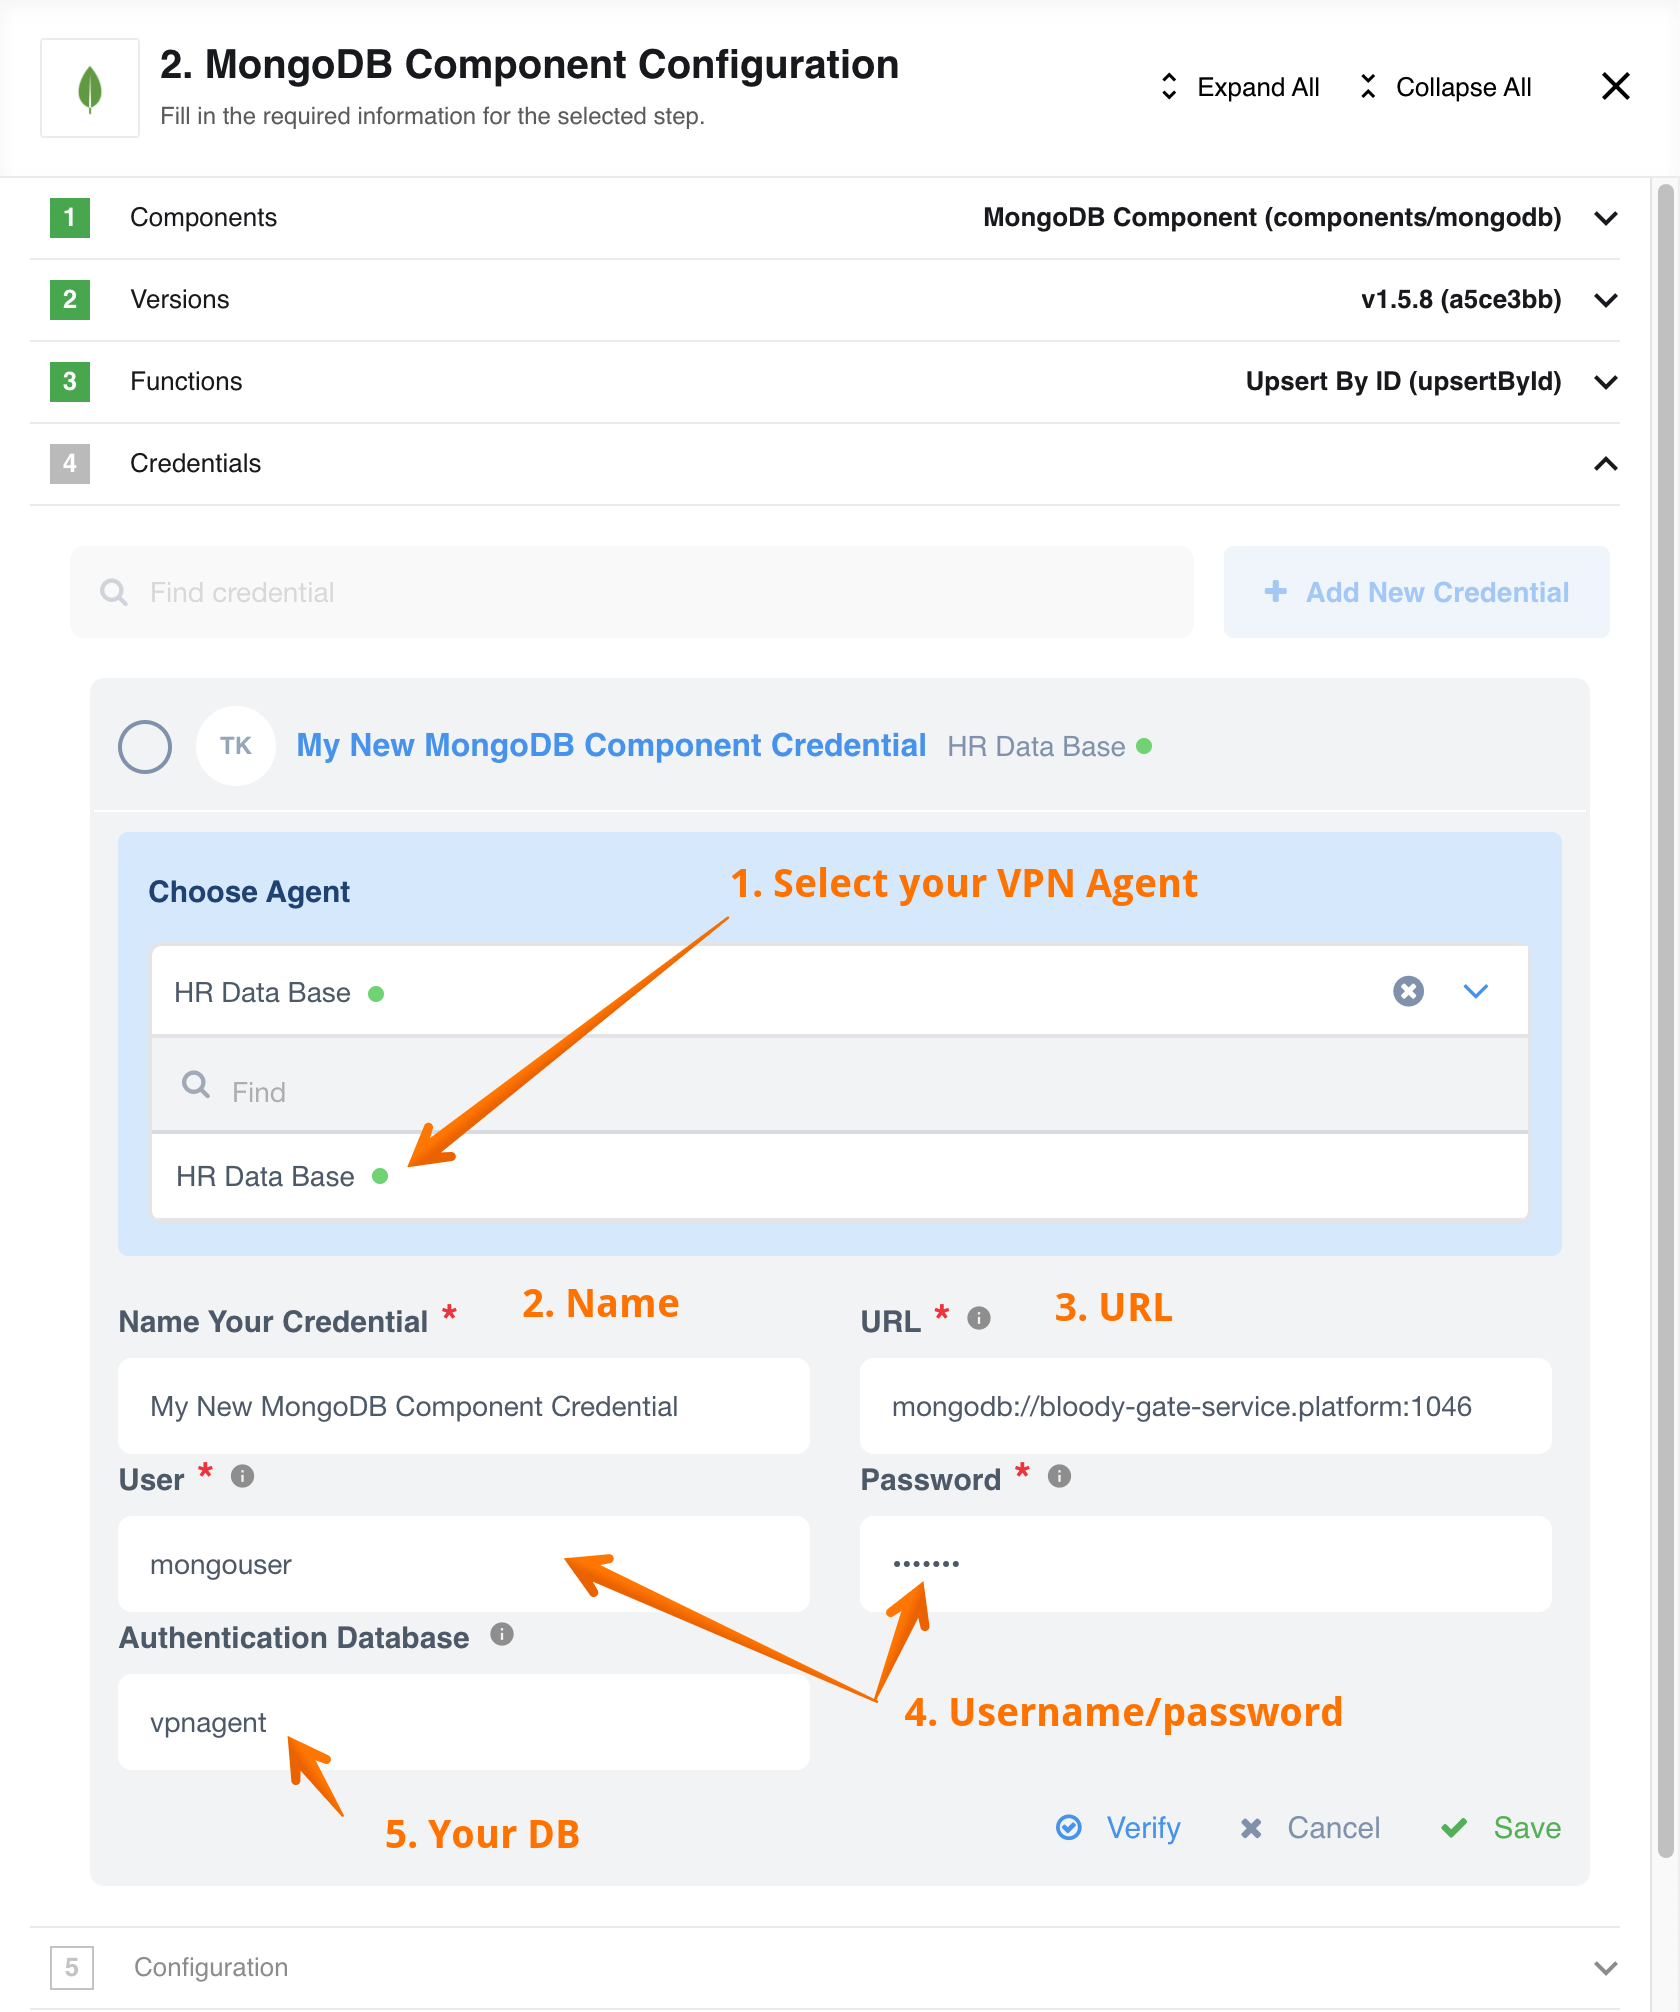 2. MongoDB Component Configuration
Fill in the required information for the selected step.
Expand All
Collapse All
1 Components MongoDB Component (components/mongodb)
2 Versions v1.5.8 (a5ce3bb)
3 Functions Upsert By ID (upsertById)
4 Credentials
Find credential
Add New Credential
TK My New MongoDB Component Credential HR Data Base
Choose Agent
1. Select your VPN Agent
HR Data Base
Find
HR Data Base
Name Your Credential *
2. Name
URL *
3. URL
My New MongoDB Component Credential
mongodb://bloody-gate-service.platform:1046
User *
Password *
mongouser
•••••••
Authentication Database
vpnagent
4. Username/password
5. Your DB
Verify
Cancel
Save
5 Configuration